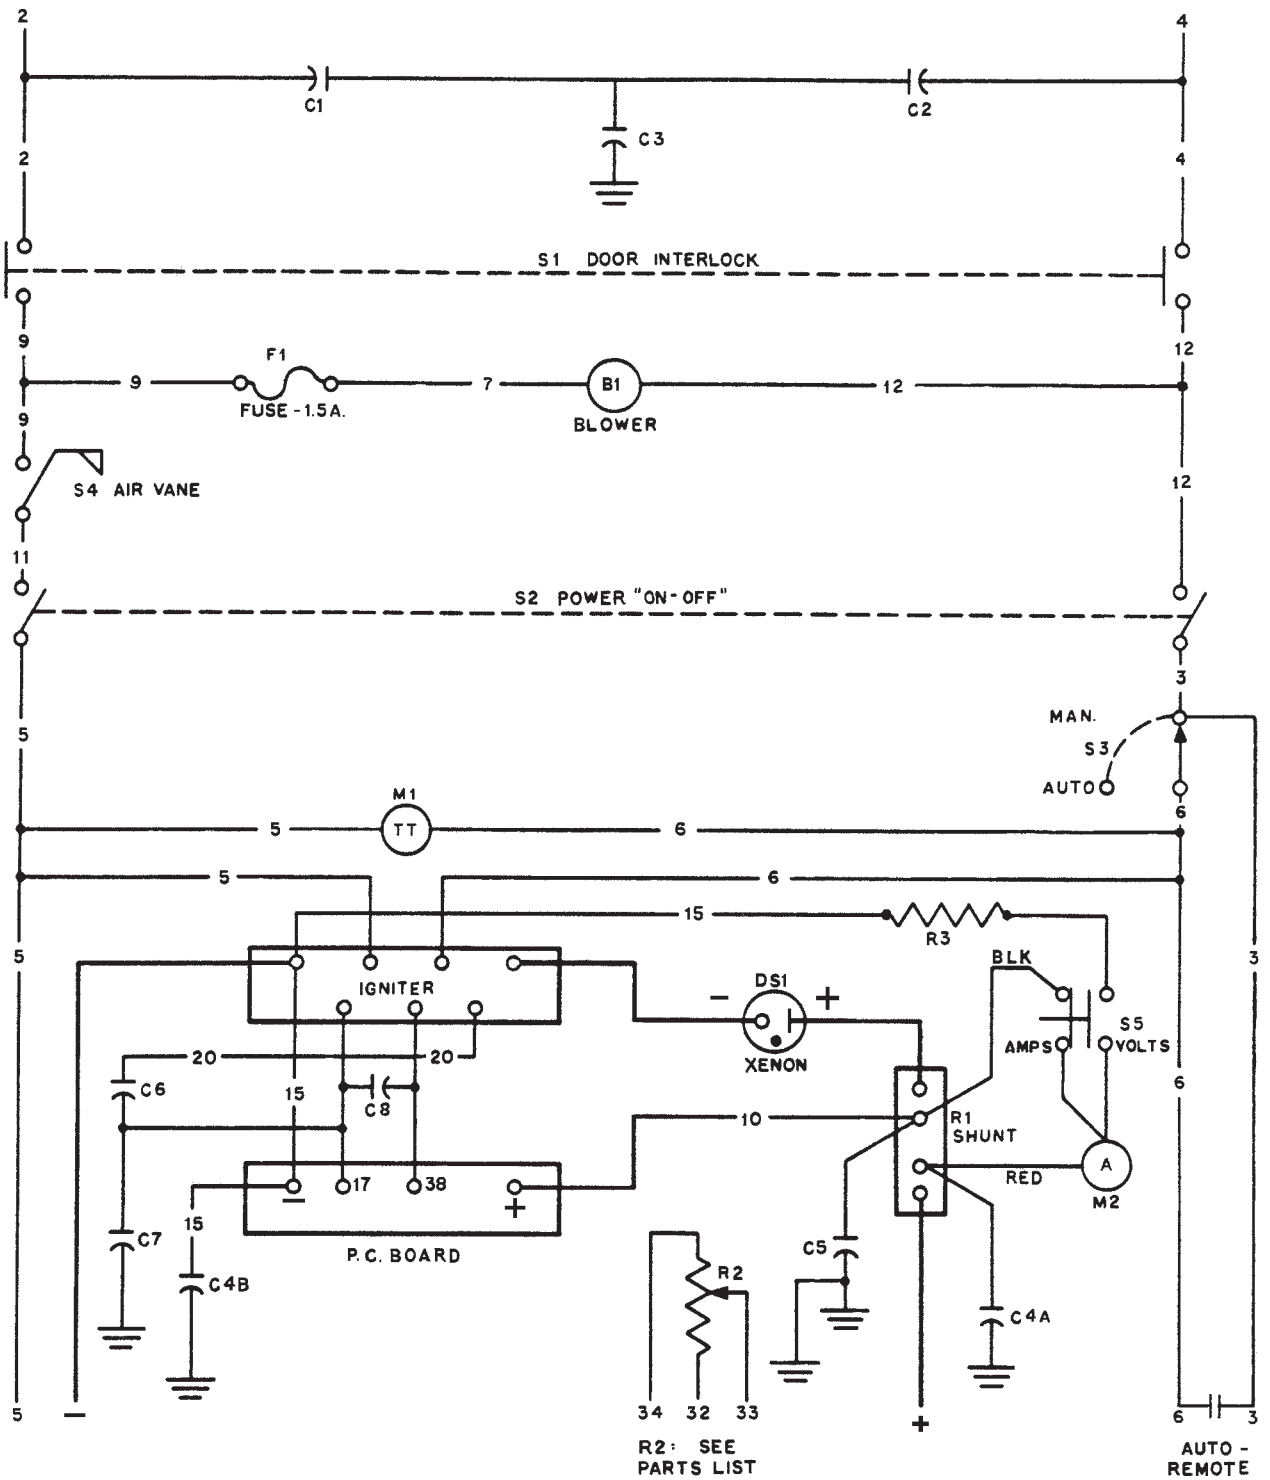 2
4
C1
C2
C3
2
4
S1 DOOR INTERLOCK
9
12
F1
9
7
B1
12
FUSE-1.5A.
BLOWER
9
S4 AIR VANE
12
11
S2 POWER "ON-OFF"
3
5
MAN.
S3
AUTO
M1
6
5
TT
6
5
6
15
R3
5
BLK
3
IGNITER
DS1
- +
S5
AMPS
VOLTS
20
20
XENON
C6
15
C8
6
10
R1
SHUNT
A
RED
M2
17
38
-
+
15
C7
P.C. BOARD
C5
C4B
R2
C4A
5
-
34
32
33
+
6
3
R2: SEE
PARTS LIST
AUTO-
REMOTE